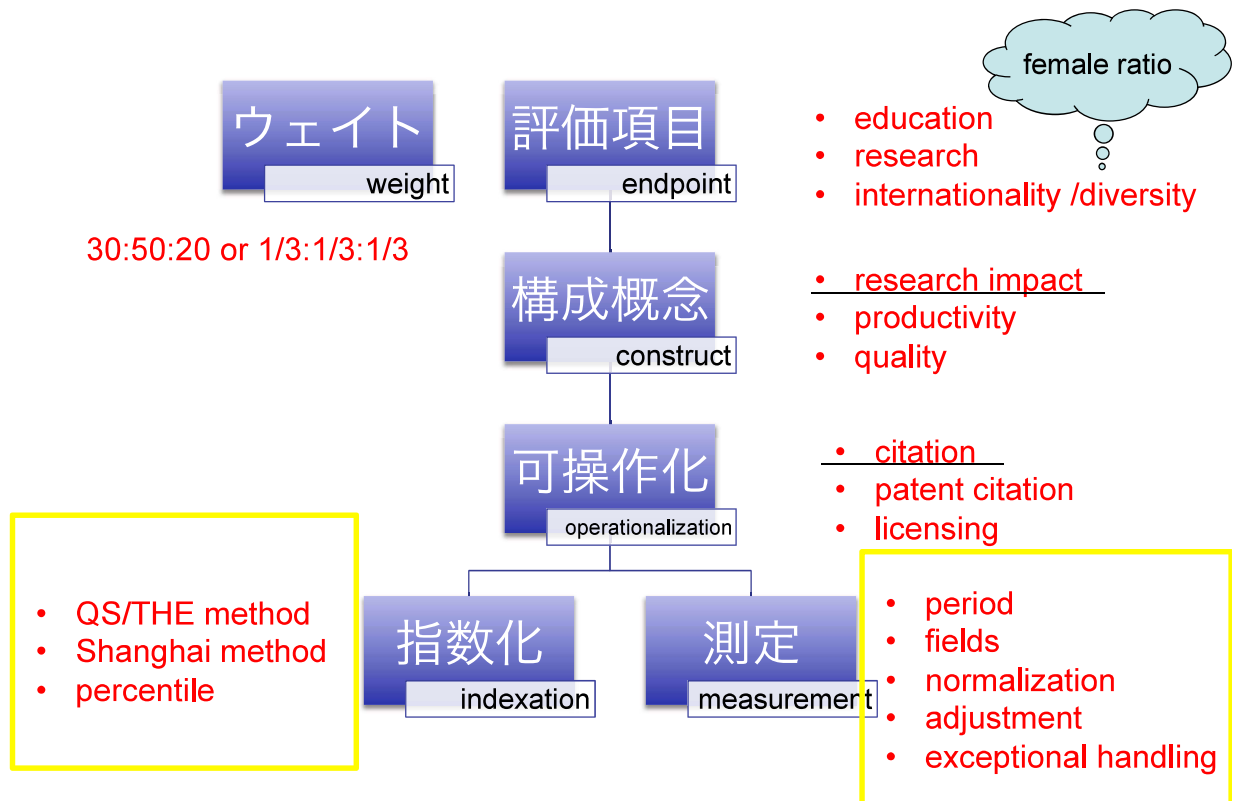 female ratio
ウェイト
weight
評価項目
endpoint
• education
• research
• internationality /diversity
30:50:20 or 1/3:1/3:1/3
構成概念
construct
• research impact
• productivity
• quality
可操作化
operationalization
• citation
• patent citation
• licensing
• QS/THE method
• Shanghai method
• percentile
指数化
indexation
測定
measurement
• period
• fields
• normalization
• adjustment
• exceptional handling